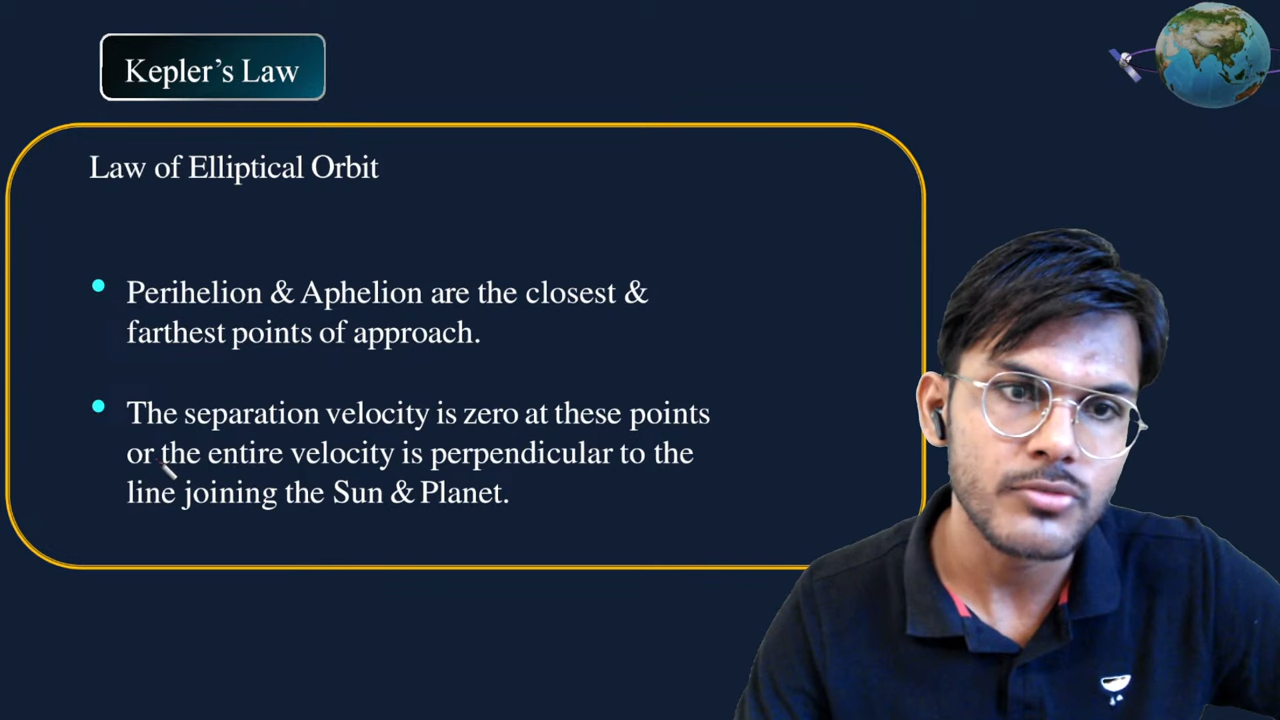 Kepler’s Law
Law of Elliptical Orbit
Perihelion & Aphelion are the closest &
farthest points of approach.
The separation velocity is zero at these points
or the entire velocity is perpendicular to the
line joining the Sun & Planet.